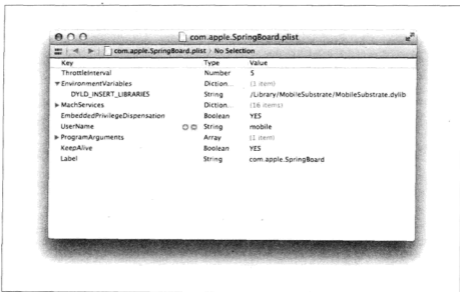 com.apple.SpringBoard.plist
com.apple.SpringBoard.plist › No Selection
Key Type Value
ThrottleInterval Number 5
EnvironmentVariables Diction... (1 item)
DYLD_INSERT_LIBRARIES String /Library/MobileSubstrate/MobileSubstrate.dylib
MachServices Diction... (16 items)
EmbeddedPrivilegeDispensation Boolean YES
UserName String mobile
ProgramArguments Array (1 item)
KeepAlive Boolean YES
Label String com.apple.SpringBoard